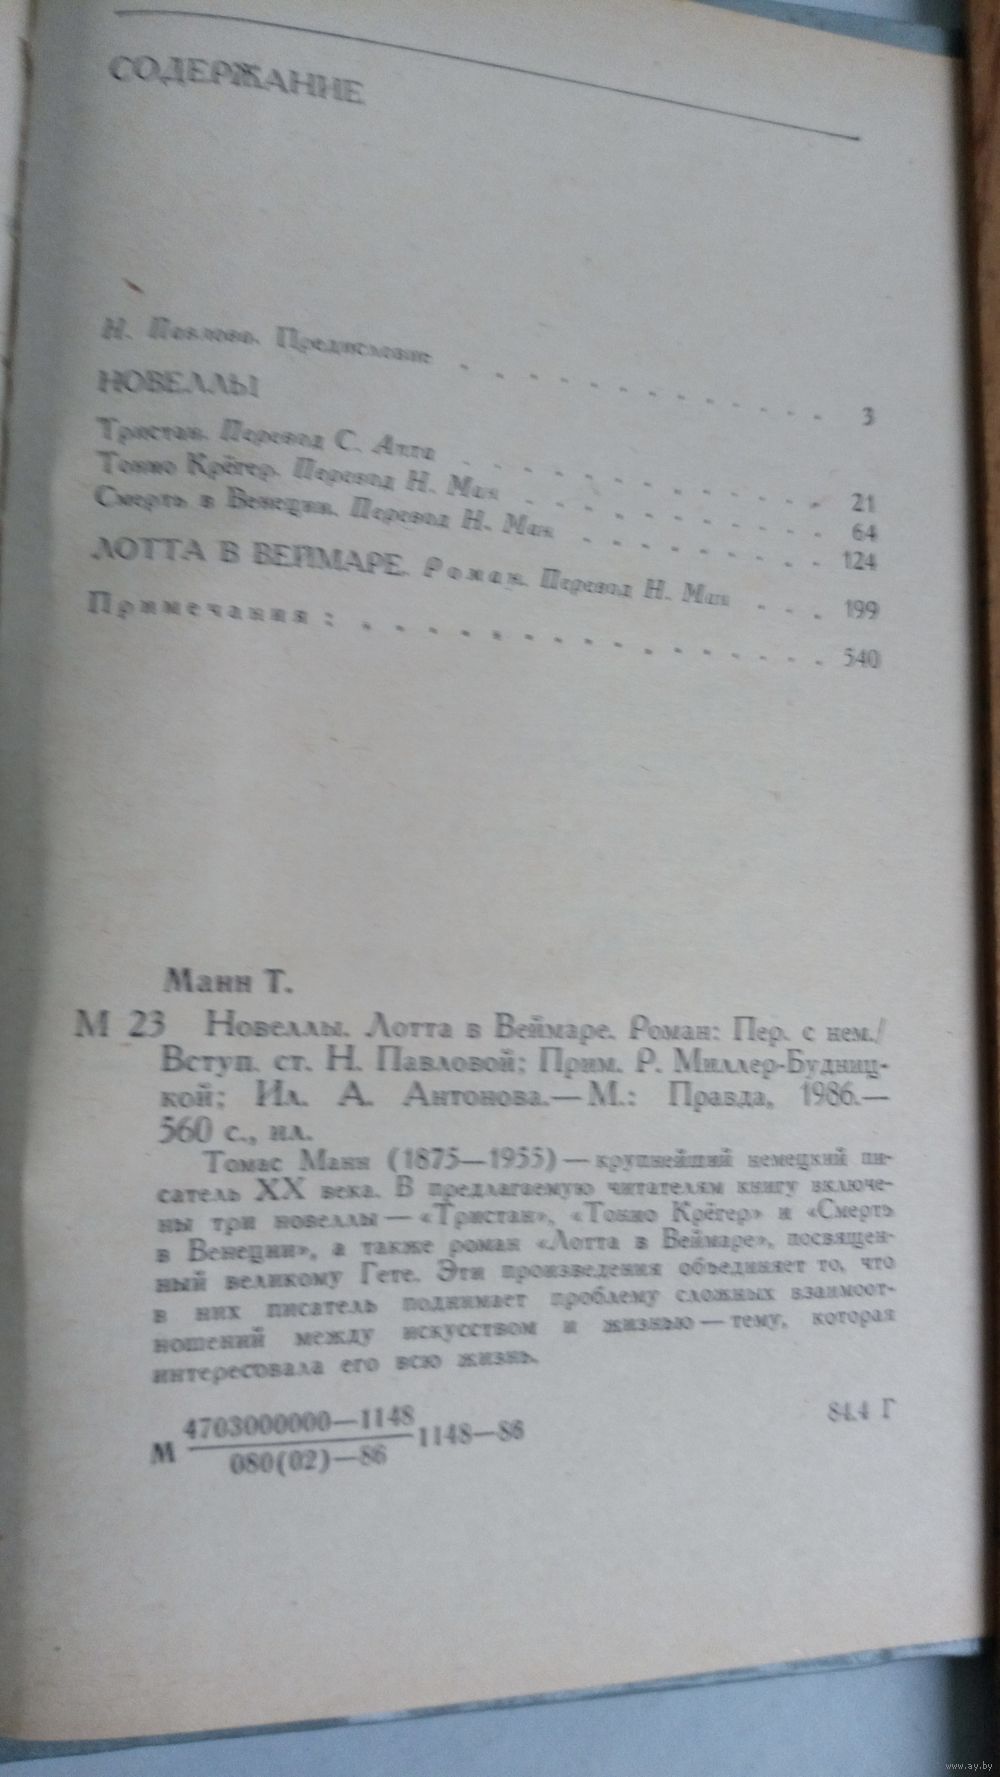 СОДЕРЖАНИЕ
Н. Павлова. Предисловие . . . . . . . . . . . . . 3
НОВЕЛЛЫ
Тристан. Перевод С. Апта . . . . . . . . . . . . 21
Тонио Крёгер. Перевод Н. Ман . . . . . . . . . . 64
Смерть в Венеции. Перевод Н. Ман . . . . . . . . 124
ЛОТТА В ВЕЙМАРЕ. Роман. Перевод Н. Ман . . . 199
Примечания : . . . . . . . . . . . . . . . . 540
Манн Т.
М 23 Новеллы. Лотта в Веймаре. Роман: Пер. с нем./
Вступ. ст. Н. Павловой; Прим. Р. Миллер-Будниц-
кой; Ил. А. Антонова.— М.: Правда, 1986.—
560 с., ил.
Томас Манн (1875—1955) — крупнейший немецкий пи-
сатель XX века. В предлагаемую читателям книгу включе-
ны три новеллы — «Тристан», «Тонио Крёгер» и «Смерть
в Венеции», а также роман «Лотта в Веймаре», посвящен-
ный великому Гете. Эти произведения объединяет то, что
в них писатель поднимает проблему сложных взаимоот-
ношений между искусством и жизнью — тему, которая
интересовала его всю жизнь.
М 4703000000—1148
080(02)—86
1148—86
84.4 Г
www.ay.by